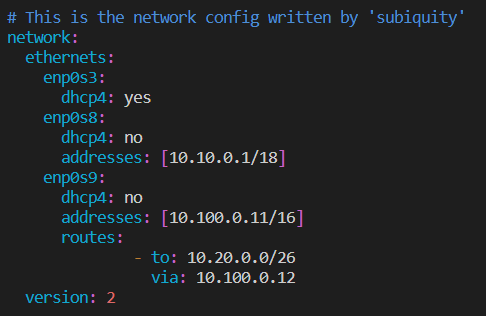 # This is the network config written by 'subiquity'
network:
  ethernets:
    enp0s3:
      dhcp4: yes
    enp0s8:
      dhcp4: no
      addresses: [10.10.0.1/18]
    enp0s9:
      dhcp4: no
      addresses: [10.100.0.11/16]
      routes:
              - to: 10.20.0.0/26
                via: 10.100.0.12
  version: 2